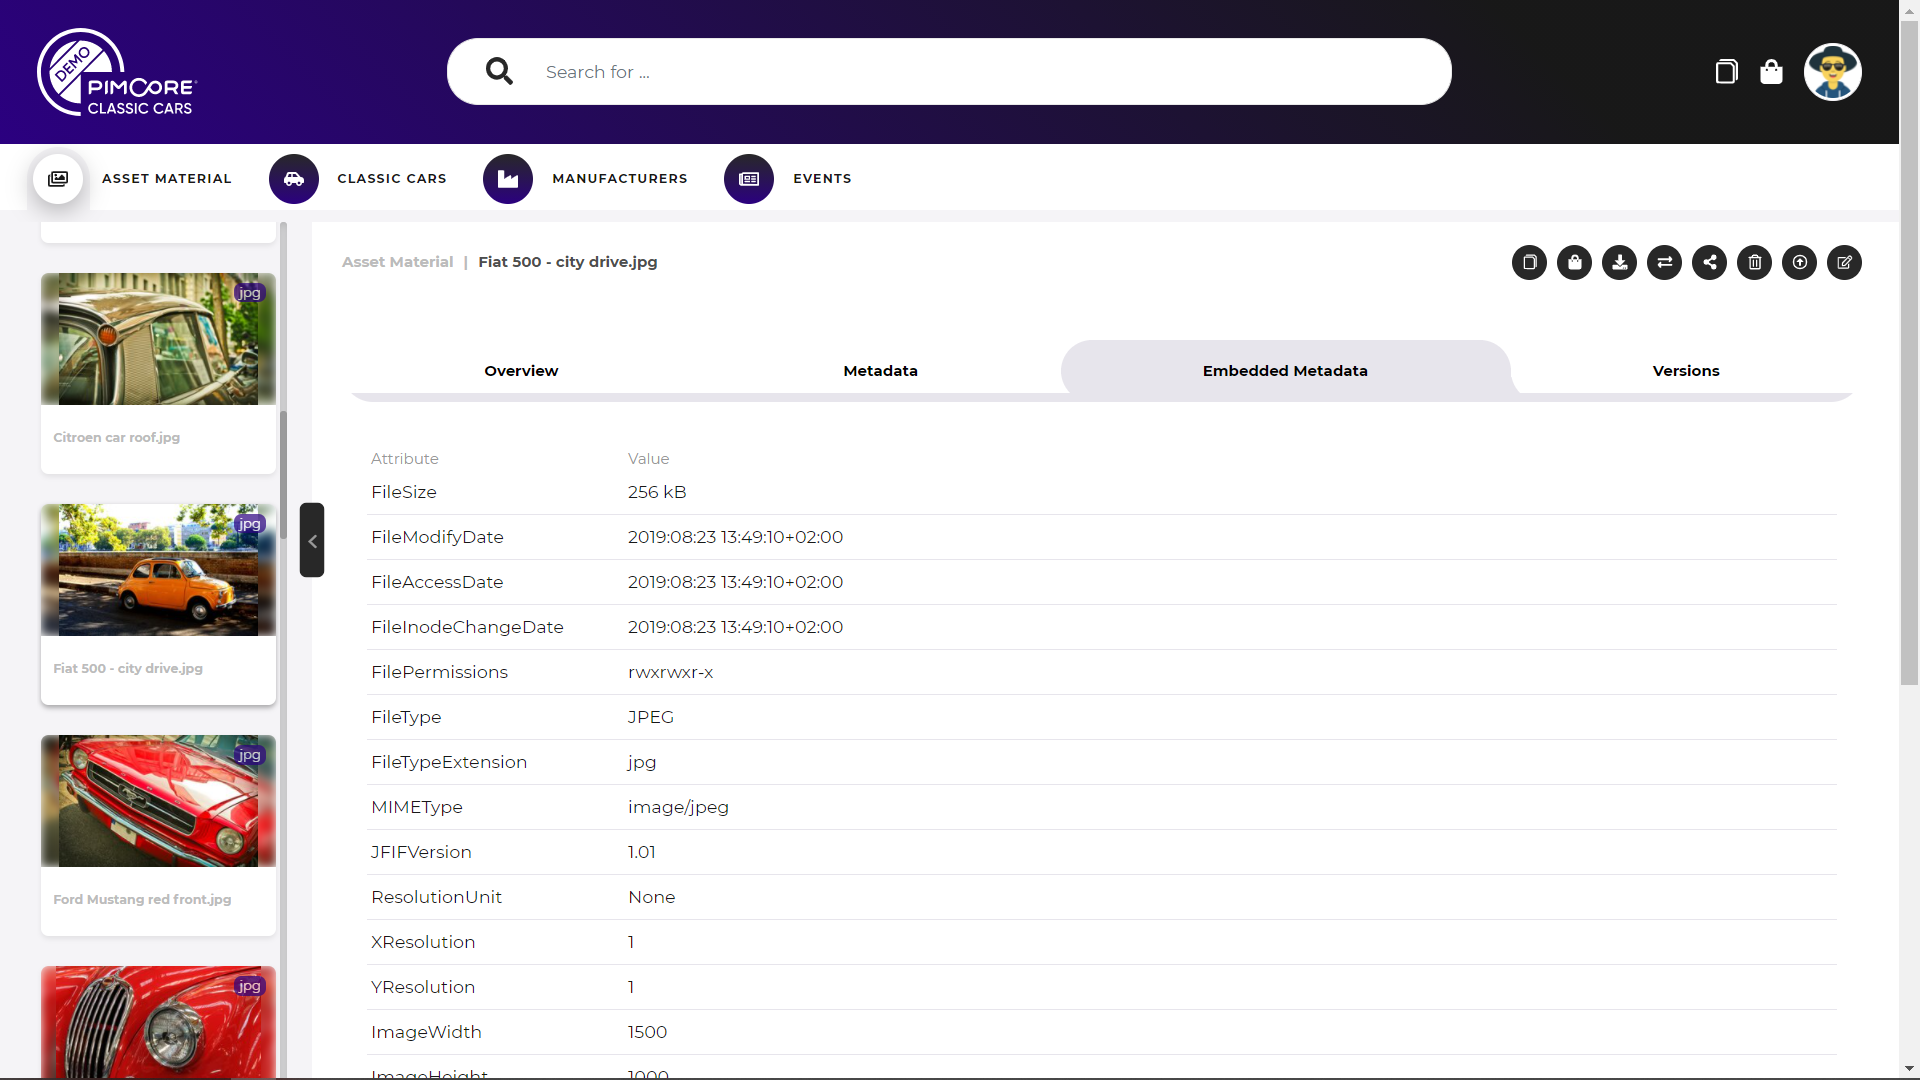 DEMO
PIMCORE
CLASSIC CARS
Search for ...
ASSET MATERIAL
CLASSIC CARS
MANUFACTURERS
EVENTS
jpg
Citroen car roof.jpg
jpg
Fiat 500 - city drive.jpg
jpg
Ford Mustang red front.jpg
jpg
Asset Material | Fiat 500 - city drive.jpg
Overview Metadata Embedded Metadata Versions
Attribute Value
FileSize 256 kB
FileModifyDate 2019:08:23 13:49:10+02:00
FileAccessDate 2019:08:23 13:49:10+02:00
FileInodeChangeDate 2019:08:23 13:49:10+02:00
FilePermissions rwxrwxr-x
FileType JPEG
FileTypeExtension jpg
MIMEType image/jpeg
JFIFVersion 1.01
ResolutionUnit None
XResolution 1
YResolution 1
ImageWidth 1500
ImageHeight 1000